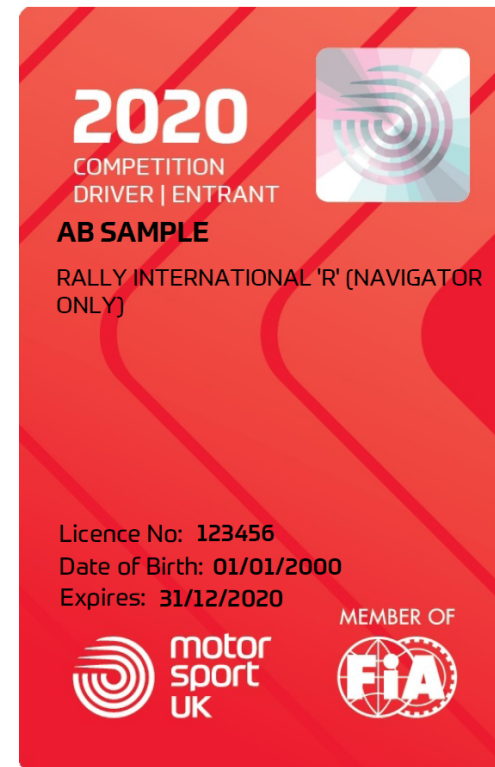 2020
COMPETITION
DRIVER | ENTRANT
AB SAMPLE
RALLY INTERNATIONAL 'R' (NAVIGATOR
ONLY)
Licence No: 123456
Date of Birth: 01/01/2000
Expires: 31/12/2020
motor
sport
UK
MEMBER OF
FiA